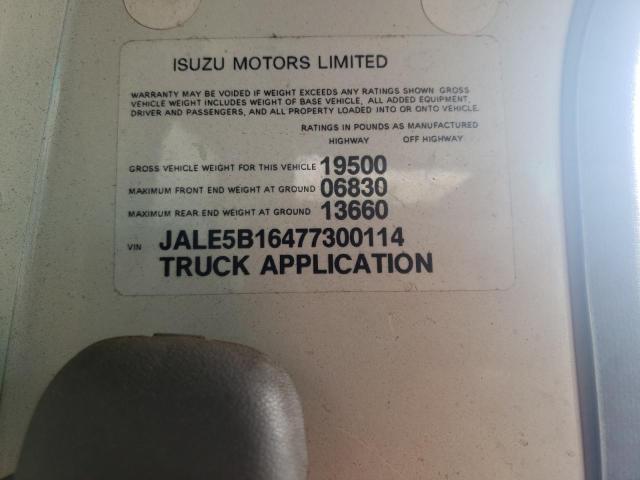 ISUZU MOTORS LIMITED
WARRANTY MAY BE VOIDED IF WEIGHT EXCEEDS ANY RATINGS SHOWN. GROSS
VEHICLE WEIGHT INCLUDES WEIGHT OF BASE VEHICLE, ALL ADDED EQUIPMENT,
DRIVER AND PASSENGERS, AND ALL PROPERTY LOADED INTO OR ONTO VEHICLE.
RATINGS IN POUNDS AS MANUFACTURED
HIGHWAY OFF HIGHWAY
GROSS VEHICLE WEIGHT FOR THIS VEHICLE 19500
MAXIMUM FRONT END WEIGHT AT GROUND 06830
MAXIMUM REAR END WEIGHT AT GROUND 13660
VIN JALE5B16477300114
TRUCK APPLICATION